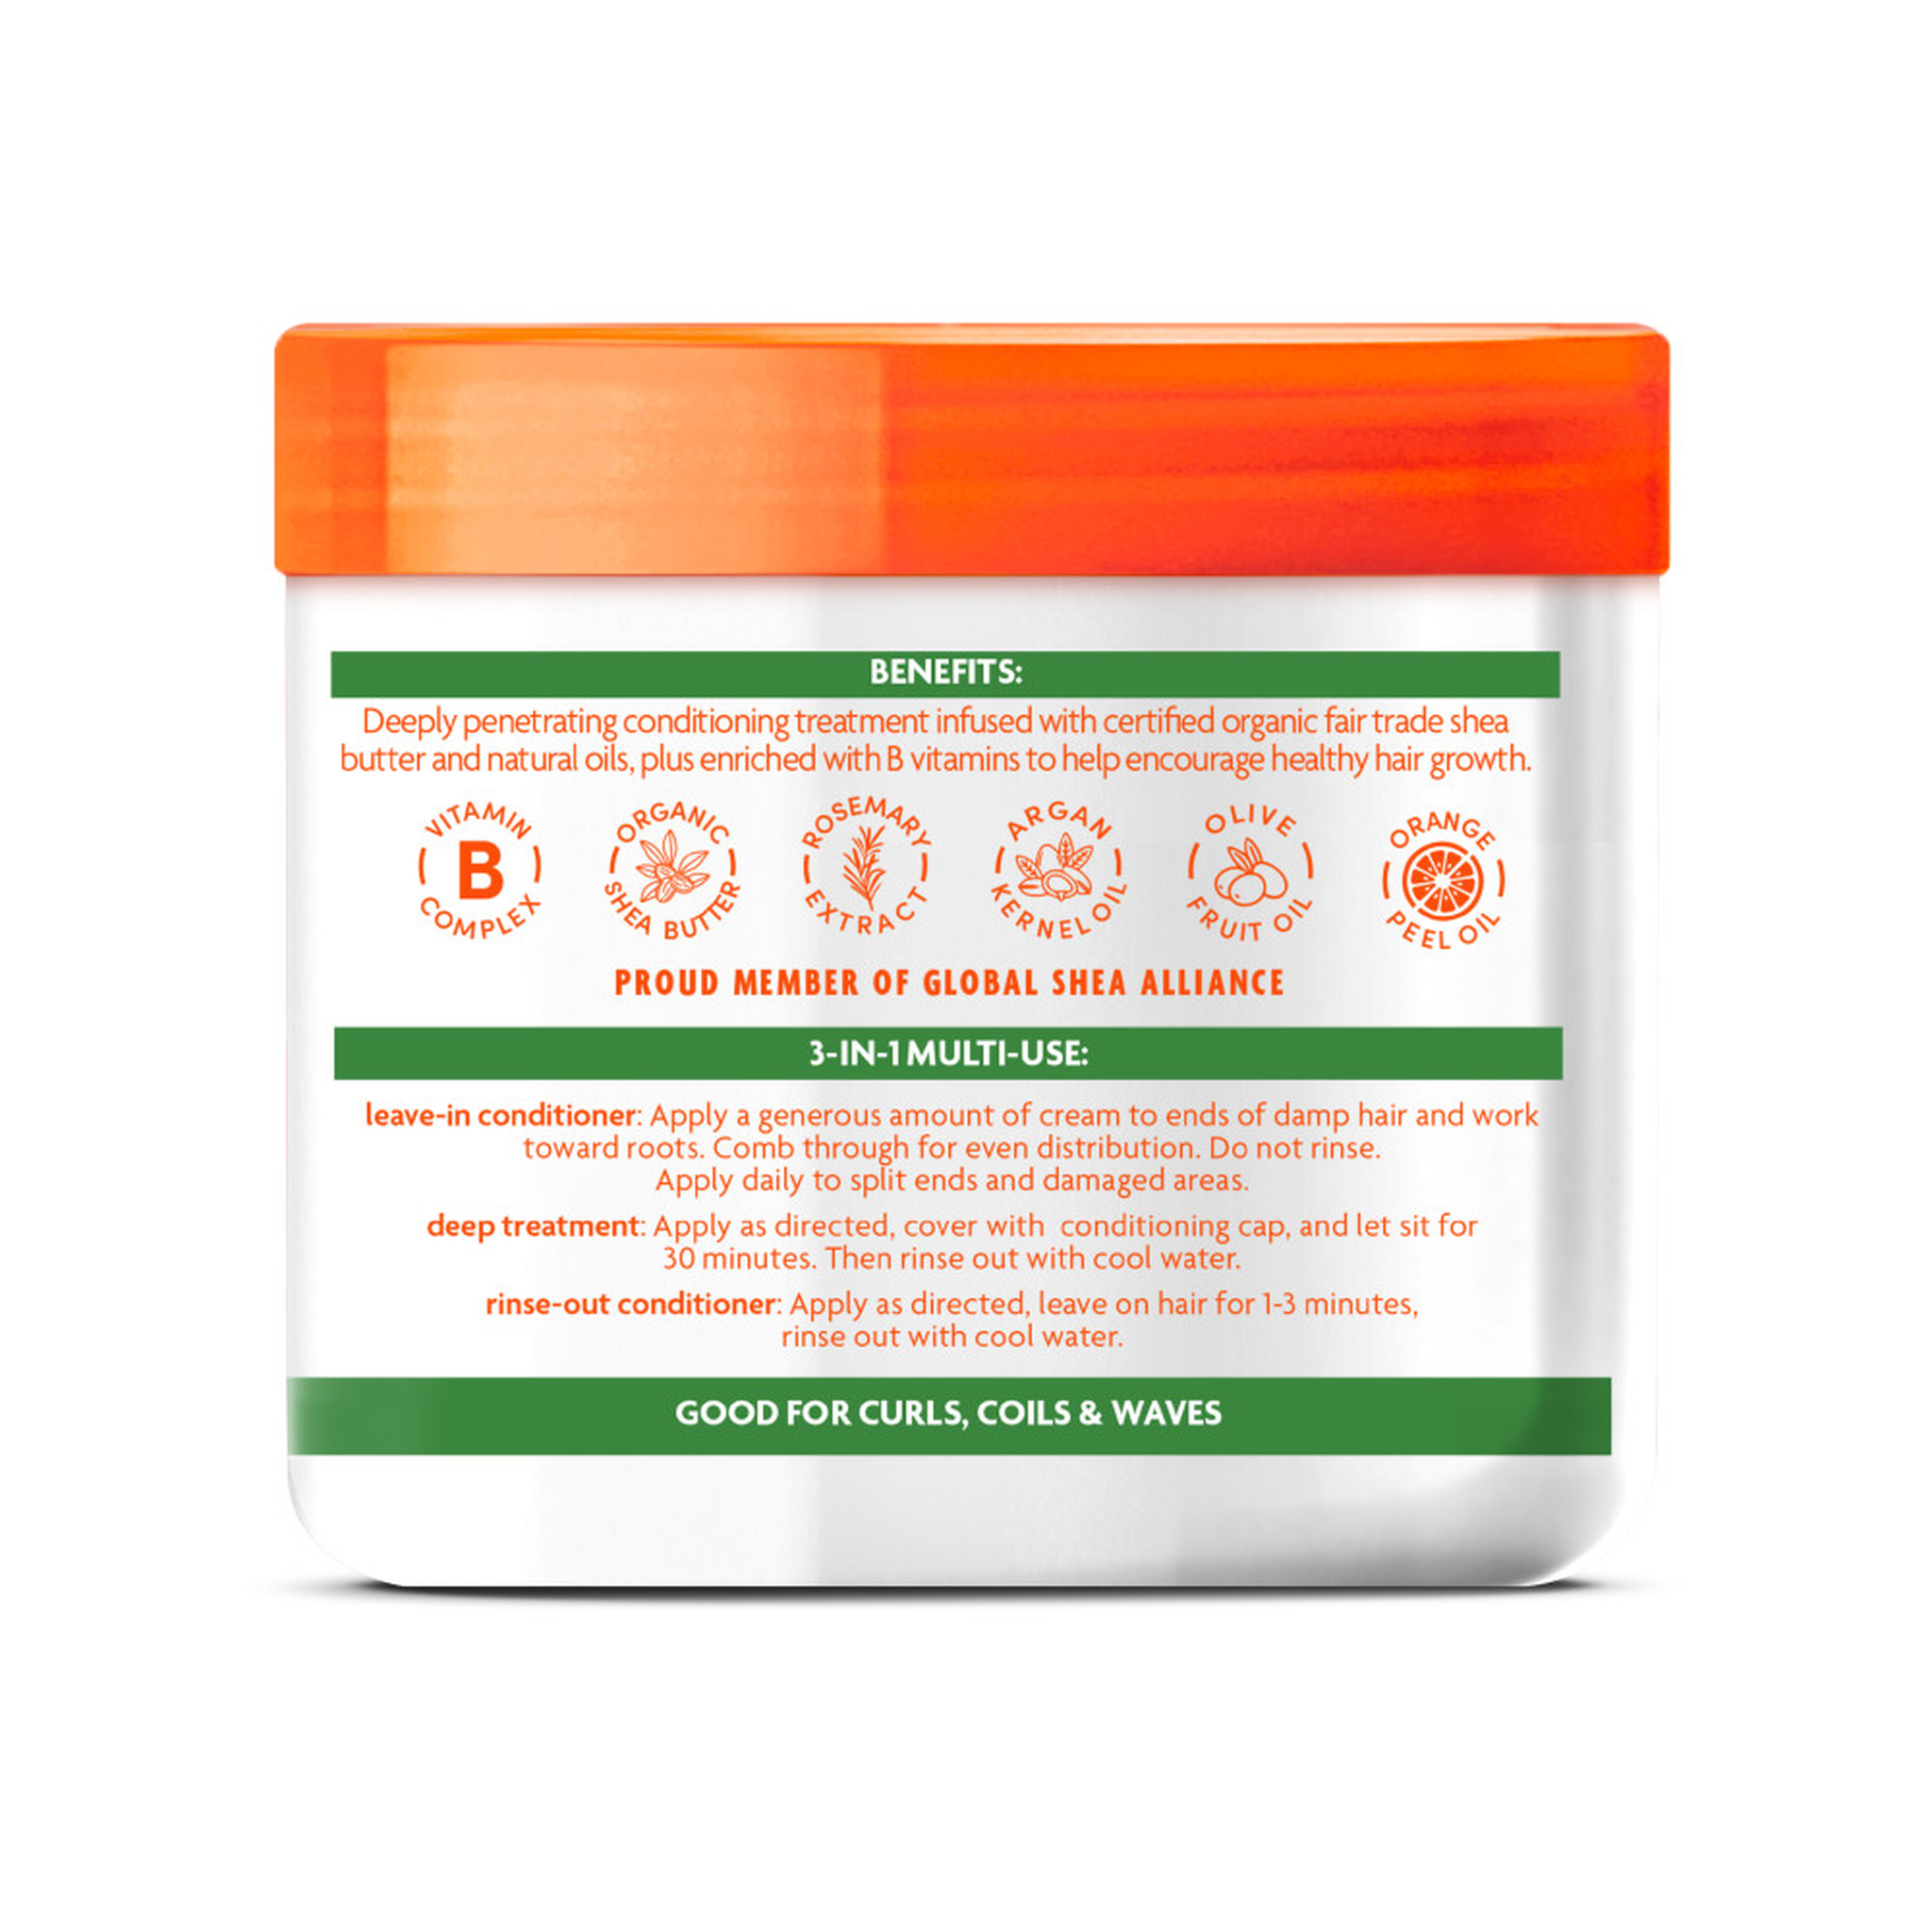 BENEFITS:
Deeply penetrating conditioning treatment infused with certified organic fair trade shea
butter and natural oils, plus enriched with B vitamins to help encourage healthy hair growth.
VITAMIN
B
COMPLEX
ORGANIC
SHEA BUTTER
ROSEMARY
EXTRACT
ARGAN
KERNEL OIL
OLIVE
FRUIT OIL
ORANGE
PEEL OIL
PROUD MEMBER OF GLOBAL SHEA ALLIANCE
3-IN-1 MULTI-USE:
leave-in conditioner: Apply a generous amount of cream to ends of damp hair and work
toward roots. Comb through for even distribution. Do not rinse.
Apply daily to split ends and damaged areas.
deep treatment: Apply as directed, cover with conditioning cap, and let sit for
30 minutes. Then rinse out with cool water.
rinse-out conditioner: Apply as directed, leave on hair for 1-3 minutes,
rinse out with cool water.
GOOD FOR CURLS, COILS & WAVES